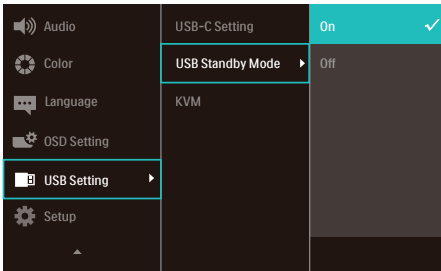 Audio
Color
Language
OSD Setting
USB Setting
Setup
USB-C Setting
USB Standby Mode
KVM
On
Off